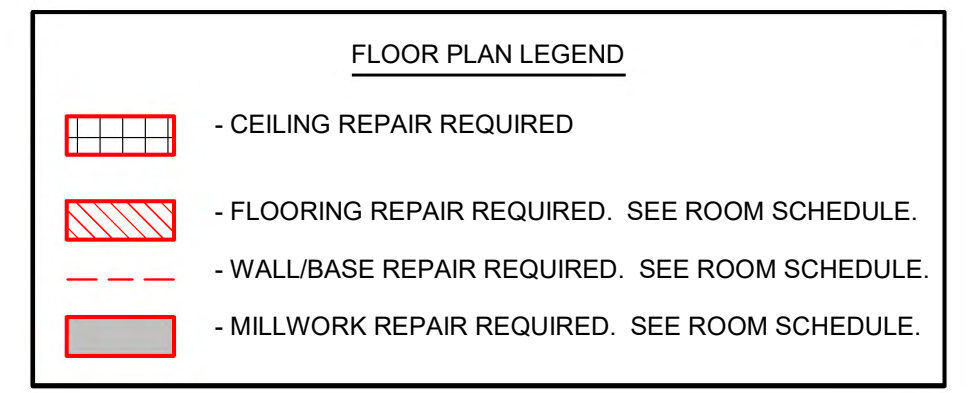 FLOOR PLAN LEGEND
- CEILING REPAIR REQUIRED
- FLOORING REPAIR REQUIRED.  SEE ROOM SCHEDULE.
- WALL/BASE REPAIR REQUIRED.  SEE ROOM SCHEDULE.
- MILLWORK REPAIR REQUIRED.  SEE ROOM SCHEDULE.